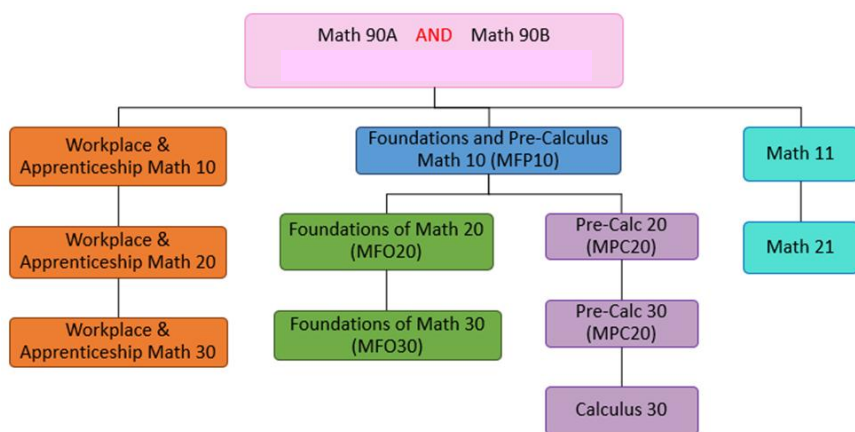 Math 90A AND Math 90B
Workplace &
Apprenticeship Math 10
Foundations and Pre-Calculus
Math 10 (MFP10)
Math 11
Workplace &
Apprenticeship Math 20
Foundations of Math 20
(MFO20)
Pre-Calc 20
(MPC20)
Math 21
Workplace &
Apprenticeship Math 30
Foundations of Math 30
(MFO30)
Pre-Calc 30
(MPC20)
Calculus 30